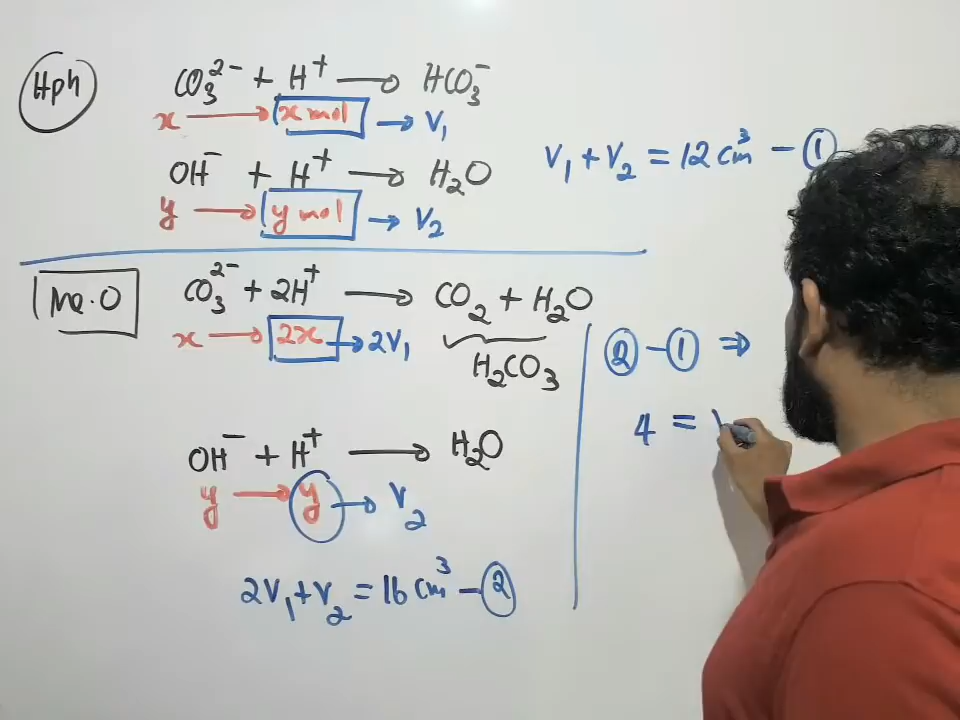 Hph
CO₃²⁻ + H⁺ → HCO₃⁻
x → x mol → V₁
OH⁻ + H⁺ → H₂O
y → y mol → V₂
V₁ + V₂ = 12 cm³ – ①
Me.O
CO₃²⁻ + 2H⁺ → CO₂ + H₂O
x → 2x → 2V₁
H₂CO₃
OH⁻ + H⁺ → H₂O
y → y → V₂
2V₁ + V₂ = 16 cm³ – ②
② – ① ⇒
4 =